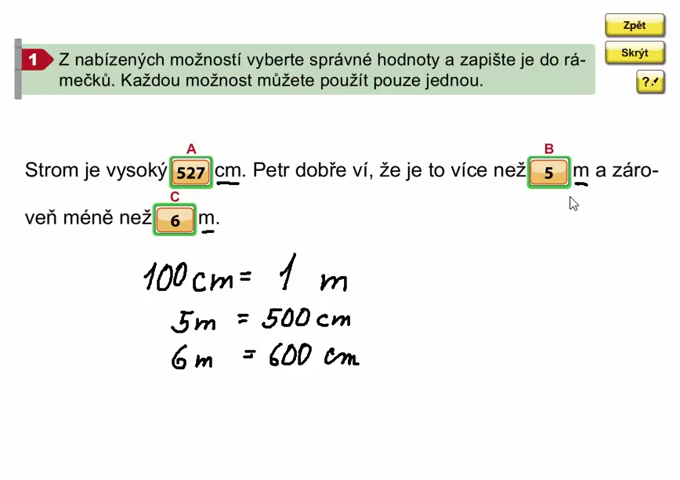 Zpět
Skrýt
?
1 Z nabízených možností vyberte správné hodnoty a zapište je do rá-
mečků. Každou možnost můžete použít pouze jednou.
A B
Strom je vysoký 527 cm. Petr dobře ví, že je to více než 5 m a záro-
C
veň méně než 6 m.
100 cm = 1 m
5m = 500 cm
6 m = 600 cm